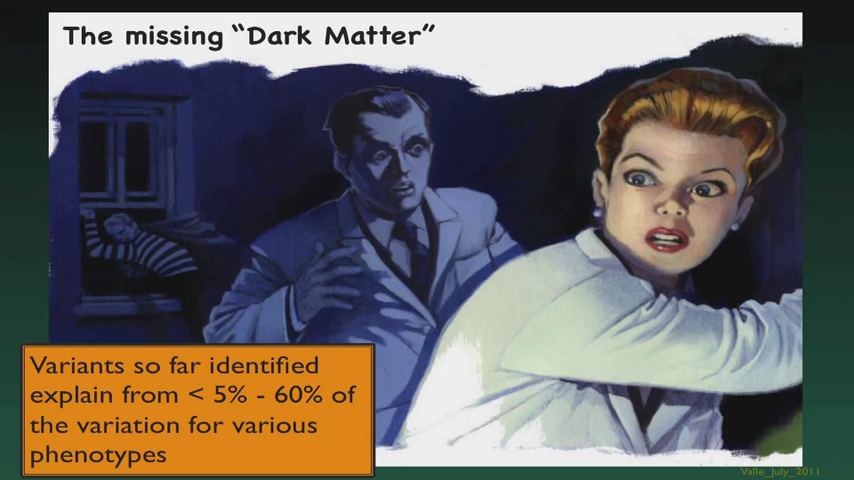 The missing “Dark Matter”
Variants so far identified
explain from < 5% - 60% of
the variation for various
phenotypes
Valle_July_2011